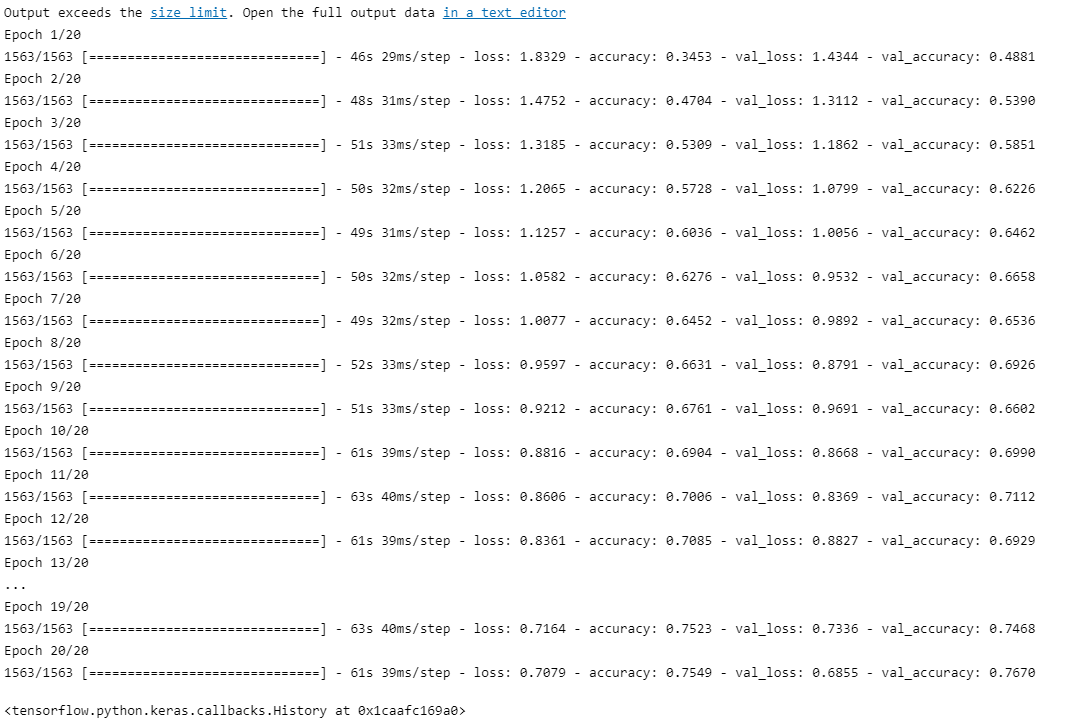 Output exceeds the size limit. Open the full output data in a text editor
Epoch 1/20
1563/1563 [==============================] - 46s 29ms/step - loss: 1.8329 - accuracy: 0.3453 - val_loss: 1.4344 - val_accuracy: 0.4881
Epoch 2/20
1563/1563 [==============================] - 48s 31ms/step - loss: 1.4752 - accuracy: 0.4704 - val_loss: 1.3112 - val_accuracy: 0.5390
Epoch 3/20
1563/1563 [==============================] - 51s 33ms/step - loss: 1.3185 - accuracy: 0.5309 - val_loss: 1.1862 - val_accuracy: 0.5851
Epoch 4/20
1563/1563 [==============================] - 50s 32ms/step - loss: 1.2065 - accuracy: 0.5728 - val_loss: 1.0799 - val_accuracy: 0.6226
Epoch 5/20
1563/1563 [==============================] - 49s 31ms/step - loss: 1.1257 - accuracy: 0.6036 - val_loss: 1.0056 - val_accuracy: 0.6462
Epoch 6/20
1563/1563 [==============================] - 50s 32ms/step - loss: 1.0582 - accuracy: 0.6276 - val_loss: 0.9532 - val_accuracy: 0.6658
Epoch 7/20
1563/1563 [==============================] - 49s 32ms/step - loss: 1.0077 - accuracy: 0.6452 - val_loss: 0.9892 - val_accuracy: 0.6536
Epoch 8/20
1563/1563 [==============================] - 52s 33ms/step - loss: 0.9597 - accuracy: 0.6631 - val_loss: 0.8791 - val_accuracy: 0.6926
Epoch 9/20
1563/1563 [==============================] - 51s 33ms/step - loss: 0.9212 - accuracy: 0.6761 - val_loss: 0.9691 - val_accuracy: 0.6602
Epoch 10/20
1563/1563 [==============================] - 61s 39ms/step - loss: 0.8816 - accuracy: 0.6904 - val_loss: 0.8668 - val_accuracy: 0.6990
Epoch 11/20
1563/1563 [==============================] - 63s 40ms/step - loss: 0.8606 - accuracy: 0.7006 - val_loss: 0.8369 - val_accuracy: 0.7112
Epoch 12/20
1563/1563 [==============================] - 61s 39ms/step - loss: 0.8361 - accuracy: 0.7085 - val_loss: 0.8827 - val_accuracy: 0.6929
Epoch 13/20
...
Epoch 19/20
1563/1563 [==============================] - 63s 40ms/step - loss: 0.7164 - accuracy: 0.7523 - val_loss: 0.7336 - val_accuracy: 0.7468
Epoch 20/20
1563/1563 [==============================] - 61s 39ms/step - loss: 0.7079 - accuracy: 0.7549 - val_loss: 0.6855 - val_accuracy: 0.7670
<tensorflow.python.keras.callbacks.History at 0x1caafc169a0>